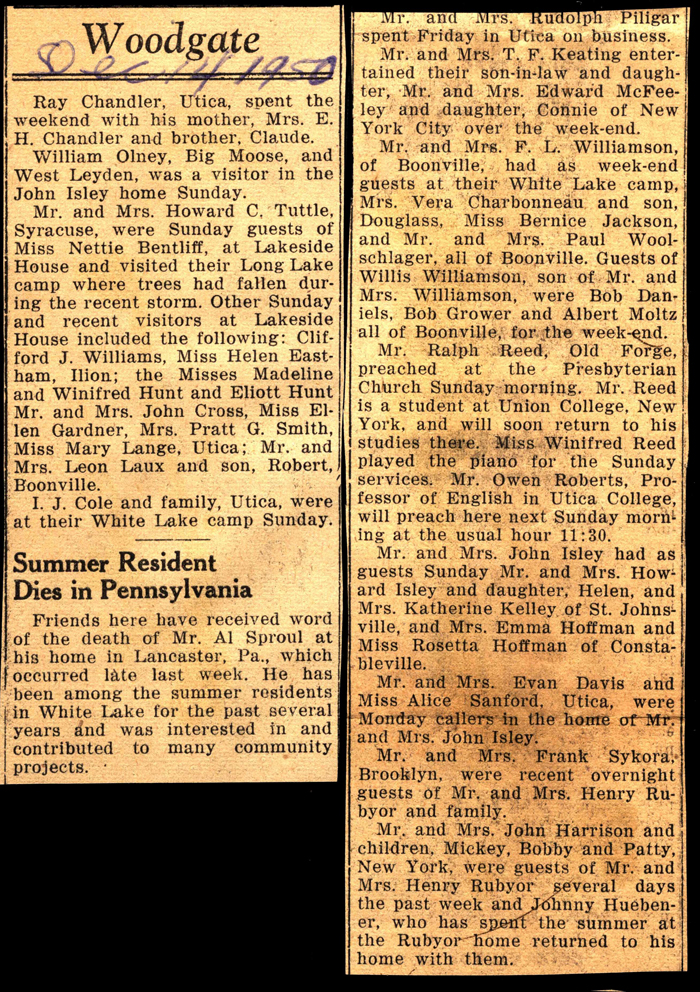 Woodgate
Dec 14 1950
Ray Chandler, Utica, spent the
weekend with his mother, Mrs. E.
H. Chandler and brother, Claude.
William Olney, Big Moose, and
West Leyden, was a visitor in the
John Isley home Sunday.
Mr. and Mrs. Howard C. Tuttle,
Syracuse, were Sunday guests of
Miss Nettie Bentliff, at Lakeside
House and visited their Long Lake
camp where trees had fallen dur-
ing the recent storm. Other Sunday
and recent visitors at Lakeside
House included the following: Clif-
ford J. Williams, Miss Helen East-
ham, Ilion; the Misses Madeline
and Winifred Hunt and Eliott Hunt
Mr. and Mrs. John Cross, Miss El-
len Gardner, Mrs. Pratt G. Smith,
Miss Mary Lange, Utica; Mr. and
Mrs. Leon Laux and son, Robert,
Boonville.
I. J. Cole and family, Utica, were
at their White Lake camp Sunday.
Summer Resident
Dies in Pennsylvania
Friends here have received word
of the death of Mr. Al Sproul at
his home in Lancaster, Pa., which
occurred late last week. He has
been among the summer residents
in White Lake for the past several
years and was interested in and
contributed to many community
projects.
Mr. and Mrs. Rudolph Piligar
spent Friday in Utica on business.
Mr. and Mrs. T. F. Keating enter-
tained their son-in-law and daugh-
ter, Mr. and Mrs. Edward McFee-
ley and daughter, Connie of New
York City over the week-end.
Mr. and Mrs. F. L. Williamson,
of Boonville, had as week-end
guests at their White Lake camp,
Mrs. Vera Charbonneau and son,
Douglass, Miss Bernice Jackson,
and Mr. and Mrs. Paul Wool-
schlager, all of Boonville. Guests of
Willis Williamson, son of Mr. and
Mrs. Williamson, were Bob Dan-
iels, Bob Grower and Albert Moltz
all of Boonville, for the week-end.
Mr. Ralph Reed, Old Forge,
preached at the Presbyterian
Church Sunday morning. Mr. Reed
is a student at Union College, New
York, and will soon return to his
studies there. Miss Winifred Reed
played the piano for the Sunday
services. Mr. Owen Roberts, Pro-
fessor of English in Utica College,
will preach here next Sunday morn-
ing at the usual hour 11:30.
Mr. and Mrs. John Isley had as
guests Sunday Mr. and Mrs. How-
ard Isley and daughter, Helen, and
Mrs. Katherine Kelley of St. Johns-
ville, and Mrs. Emma Hoffman and
Miss Rosetta Hoffman of Consta-
bleville.
Mr. and Mrs. Evan Davis and
Miss Alice Sanford, Utica, were
Monday callers in the home of Mr.
and Mrs. John Isley.
Mr. and Mrs. Frank Sykora,
Brooklyn, were recent overnight
guests of Mr. and Mrs. Henry Ru-
byor and family.
Mr. and Mrs. John Harrison and
children, Mickey, Bobby and Patty,
New York, were guests of Mr. and
Mrs. Henry Rubyor several days
the past week and Johnny Hueben-
er, who has spent the summer at
the Rubyor home returned to his
home with them.